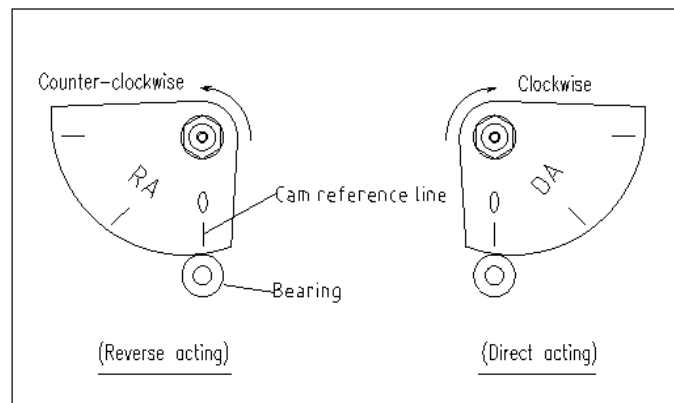 Counter-clockwise
Clockwise
RA
DA
0
0
Cam reference line
Bearing
(Reverse acting)
(Direct acting)